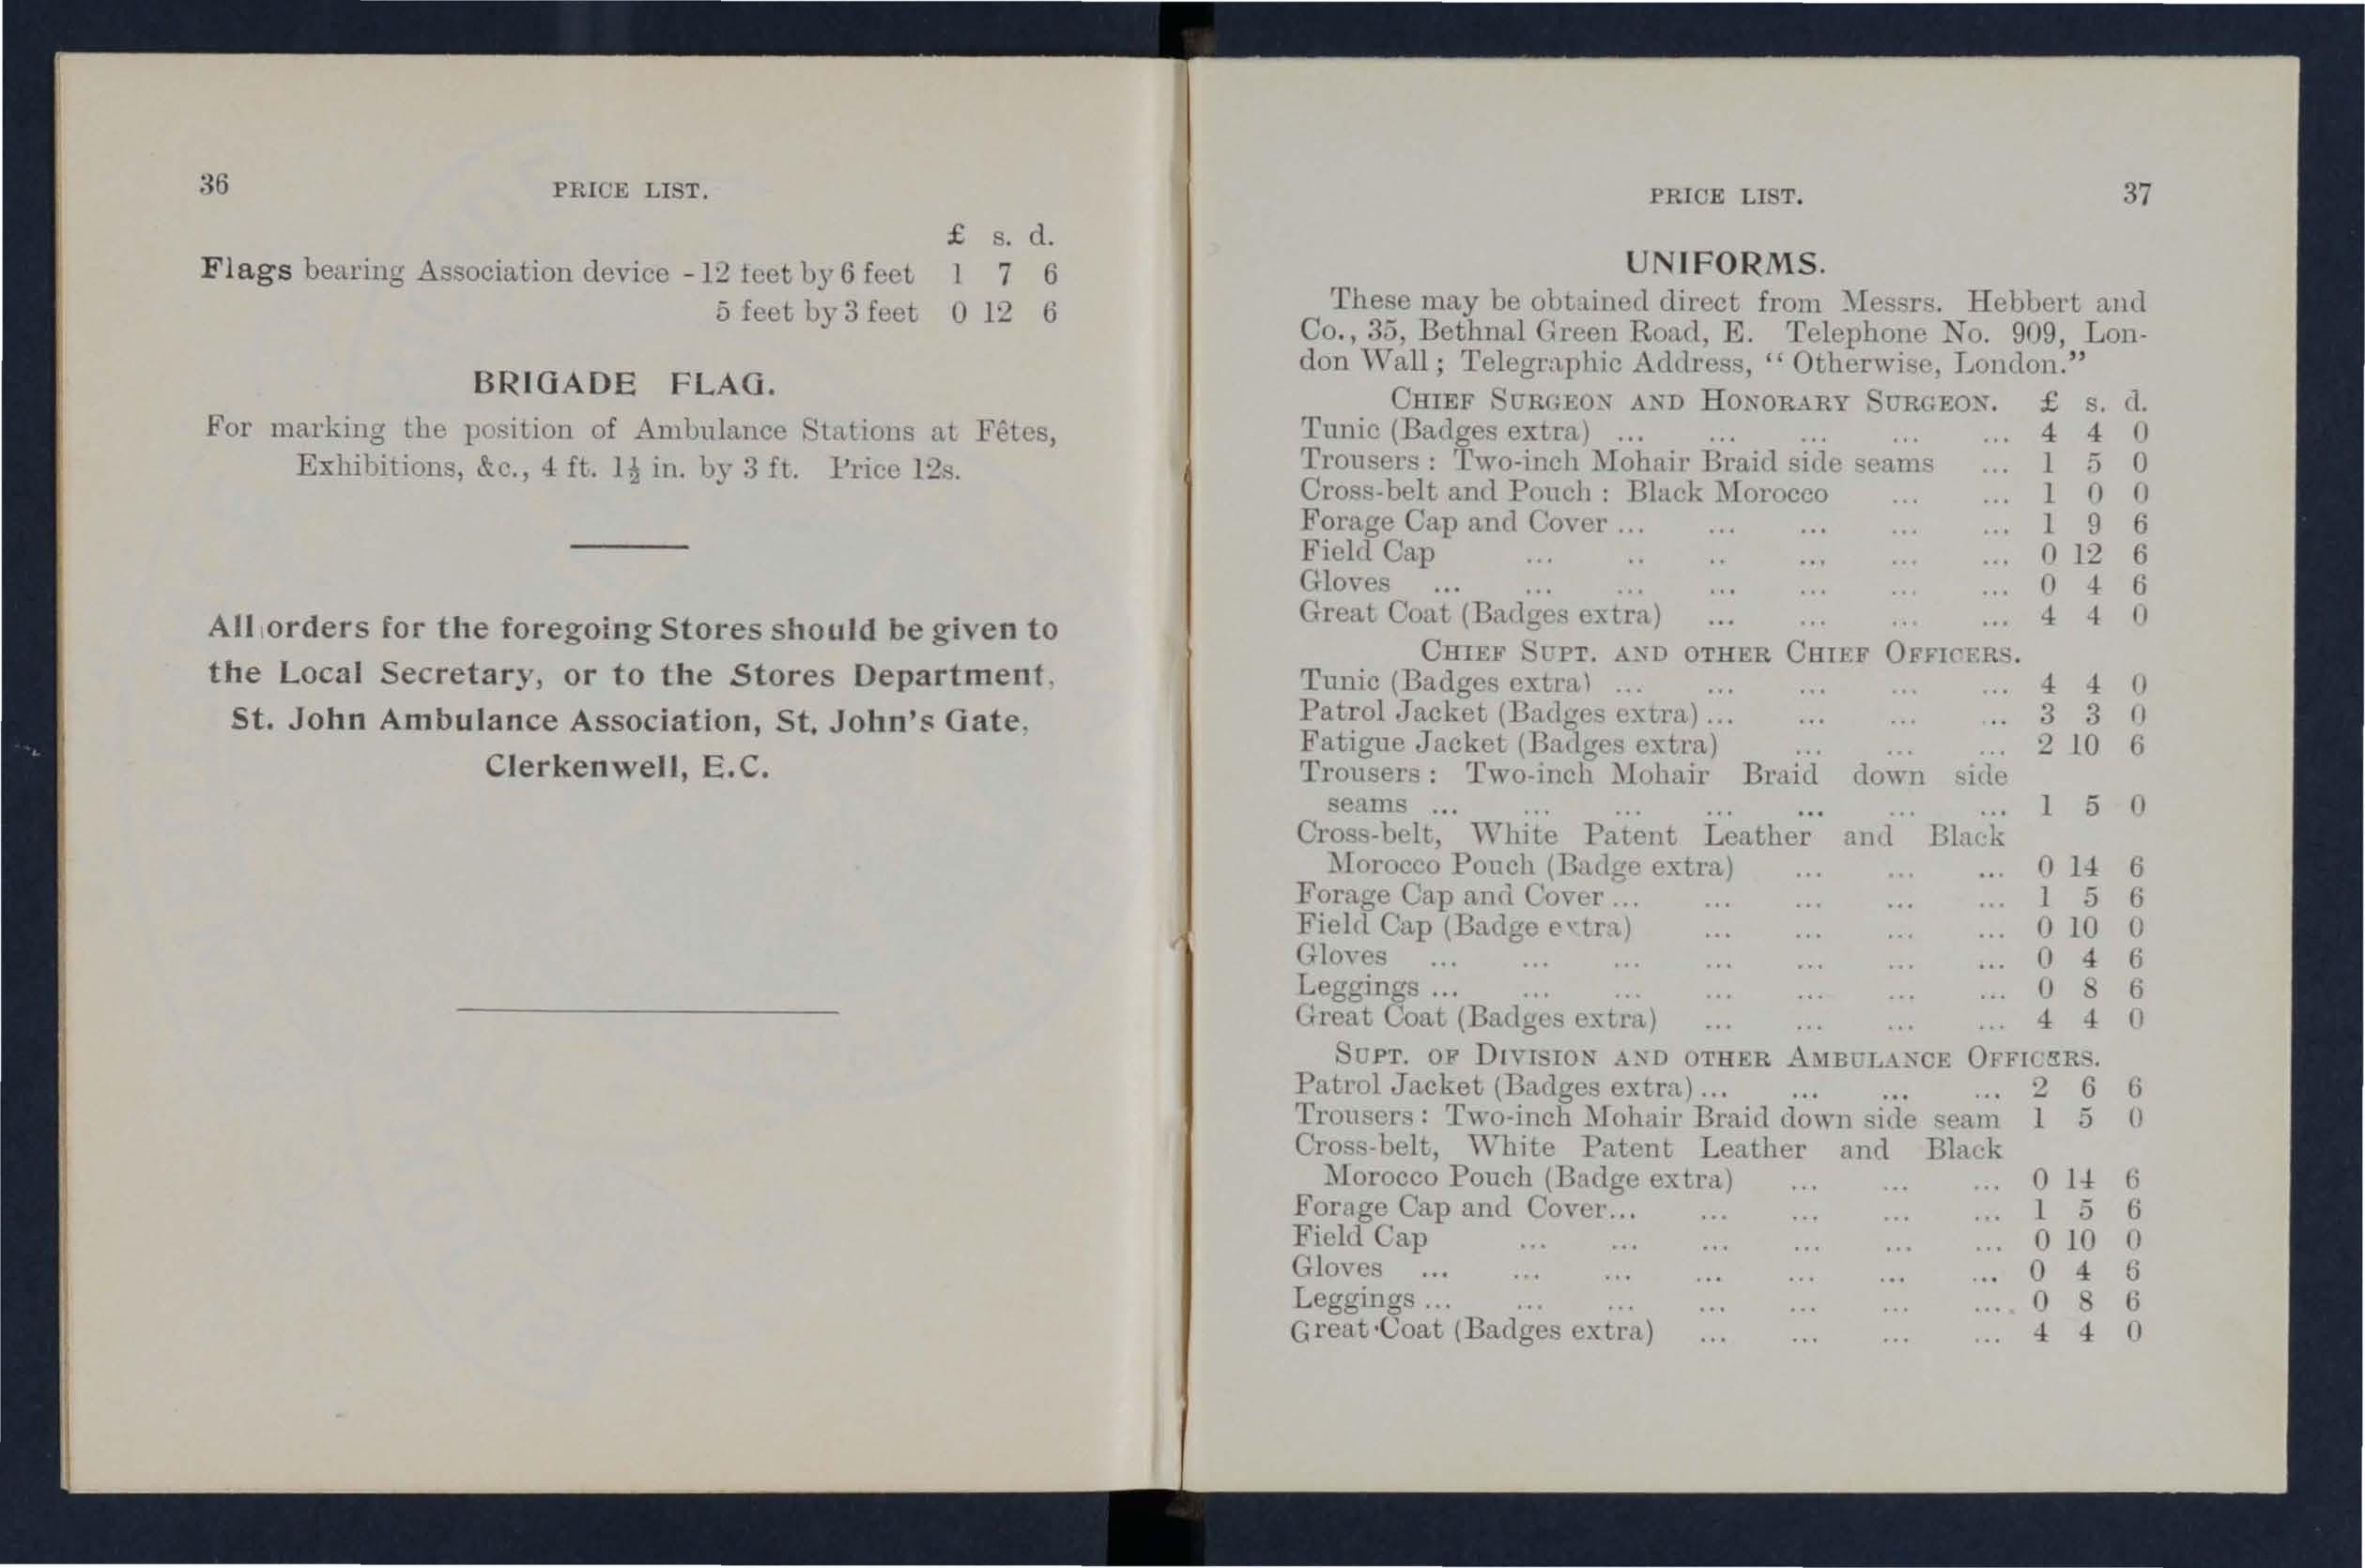 36
PRICE LIST.
£ s. d.
Flags bearing Association device - 12 feet by 6 feet 1 7 6
5 feet by 3 feet 0 12 6
BRIGADE FLAG.
For marking the position of Ambulance Stations at Fêtes,
Exhibitions, &c., 4 ft. 1½ in. by 3 ft. Price 12s.
All orders for the foregoing Stores should be given to
the Local Secretary, or to the Stores Department,
St. John Ambulance Association, St. John's Gate,
Clerkenwell, E.C.
PRICE LIST. 37
UNIFORMS.
These may be obtained direct from Messrs. Hebbert and
Co., 35, Bethnal Green Road, E. Telephone No. 909, Lon-
don Wall; Telegraphic Address, "Otherwise, London."
CHIEF SURGEON AND HONORARY SURGEON. £ s. d.
Tunic (Badges extra) ... ... ... ... ... 4 4 0
Trousers: Two-inch Mohair Braid side seams ... 1 5 0
Cross-belt and Pouch: Black Morocco ... ... 1 0 0
Forage Cap and Cover ... ... ... ... ... 1 9 6
Field Cap ... .. .. ... ... ... 0 12 6
Gloves ... ... ... ... ... ... ... 0 4 6
Great Coat (Badges extra) ... ... ... ... 4 4 0
CHIEF SUPT. AND OTHER CHIEF OFFICERS.
Tunic (Badges extra) ... ... ... ... ... 4 4 0
Patrol Jacket (Badges extra) ... ... ... ... 3 3 0
Fatigue Jacket (Badges extra) ... ... ... 2 10 6
Trousers: Two-inch Mohair Braid down side
seams ... ... ... ... ... ... ... 1 5 0
Cross-belt, White Patent Leather and Black
Morocco Pouch (Badge extra) ... ... ... 0 14 6
Forage Cap and Cover ... ... ... ... ... 1 5 6
Field Cap (Badge extra) ... ... ... ... 0 10 0
Gloves ... ... ... ... ... ... ... 0 4 6
Leggings ... ... ... ... ... ... ... 0 8 6
Great Coat (Badges extra) ... ... ... ... 4 4 0
SUPT. OF DIVISION AND OTHER AMBULANCE OFFICERS.
Patrol Jacket (Badges extra) ... ... ... ... 2 6 6
Trousers: Two-inch Mohair Braid down side seam 1 5 0
Cross-belt, White Patent Leather and Black
Morocco Pouch (Badge extra) ... ... ... 0 14 6
Forage Cap and Cover... ... ... ... ... 1 5 6
Field Cap ... ... ... ... ... ... 0 10 0
Gloves ... ... ... ... ... ... ... 0 4 6
Leggings ... ... ... ... ... ... .... 0 8 6
Great Coat (Badges extra) ... ... ... ... 4 4 0